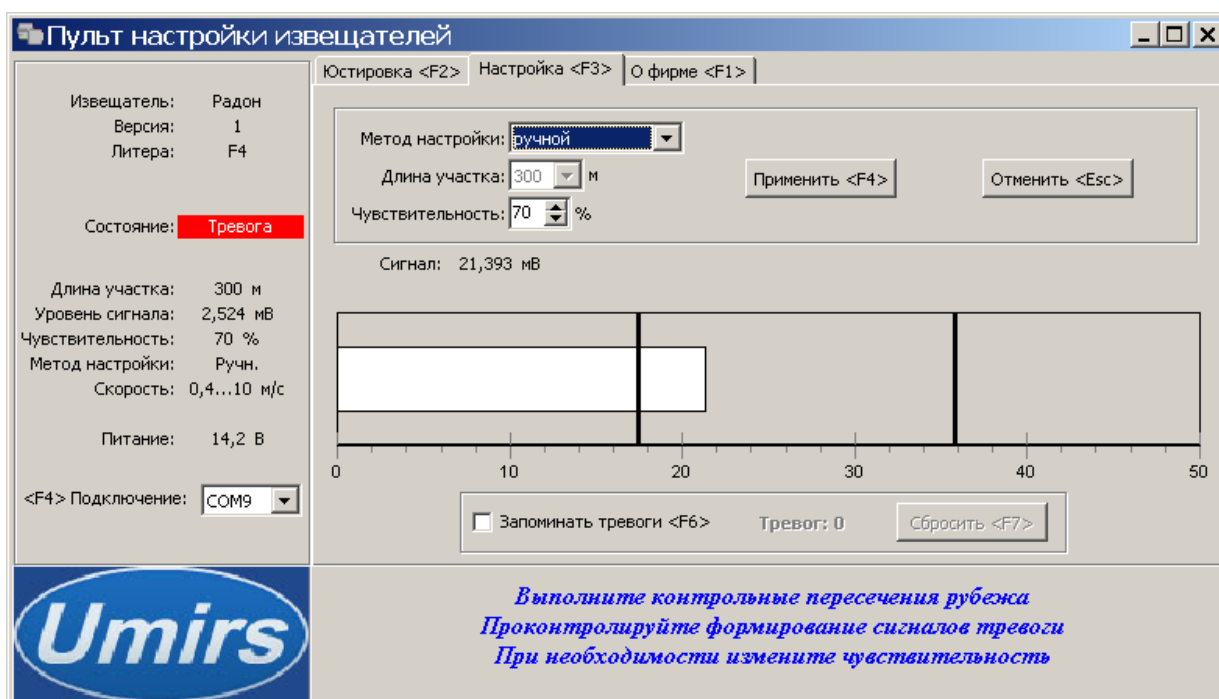 Пульт настройки извещателей
Юстировка <F2> Настройка <F3> О фирме <F1>
Извещатель: Радон
Версия: 1
Литера: F4
Состояние: Тревога
Длина участка: 300 м
Уровень сигнала: 2,524 мВ
Чувствительность: 70 %
Метод настройки: Ручн.
Скорость: 0,4...10 м/с
Питание: 14,2 В
<F4> Подключение: COM9
Метод настройки: ручной
Длина участка: 300 м
Чувствительность: 70 %
Применить <F4> Отменить <Esc>
Сигнал: 21,393 мВ
0 10 20 30 40 50
Запоминать тревоги <F6> Тревог: 0 Сбросить <F7>
Umirs
Выполните контрольные пересечения рубежа
Проконтролируйте формирование сигналов тревоги
При необходимости измените чувствительность